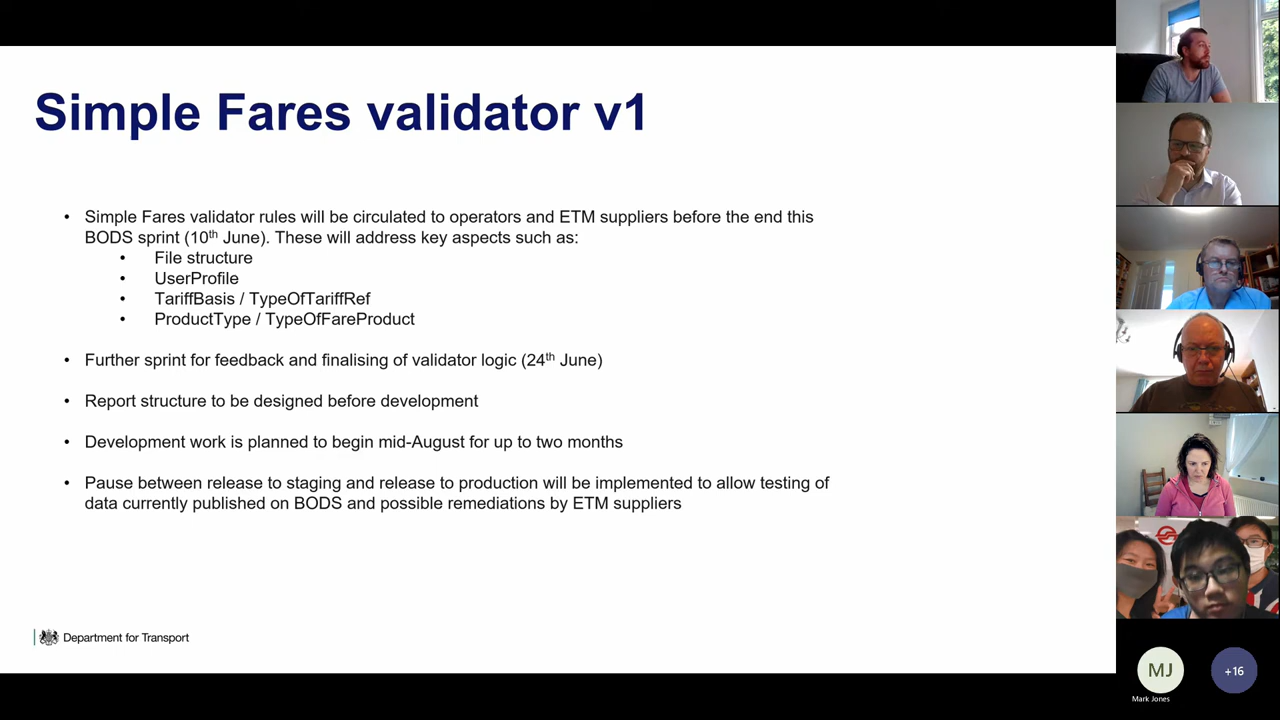 Simple Fares validator v1
• Simple Fares validator rules will be circulated to operators and ETM suppliers before the end this
BODS sprint (10th June). These will address key aspects such as:
• File structure
• UserProfile
• TariffBasis / TypeOfTariffRef
• ProductType / TypeOfFareProduct
• Further sprint for feedback and finalising of validator logic (24th June)
• Report structure to be designed before development
• Development work is planned to begin mid-August for up to two months
• Pause between release to staging and release to production will be implemented to allow testing of
data currently published on BODS and possible remediations by ETM suppliers
Department for Transport
MJ
Mark Jones
+16